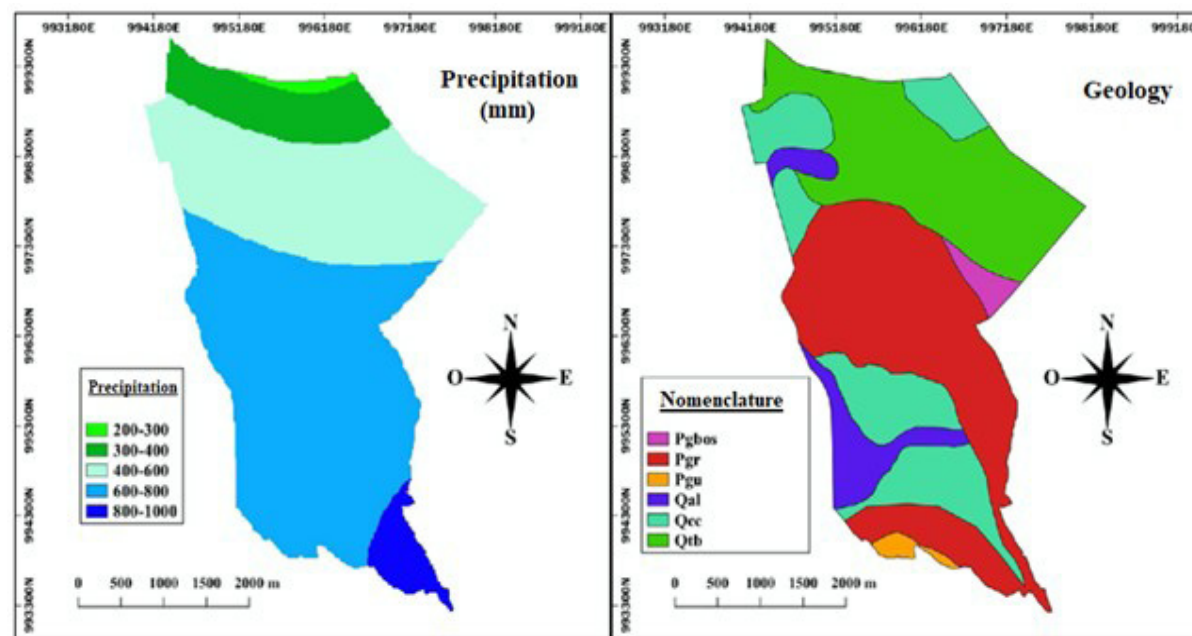 993180E 994180E 995180E 996180E 997180E 998180E 999180E
999300N
998300N
997300N
996300N
995300N
994300N
993300N
Precipitation
(mm)
N
O E
S
Precipitation
200-300
300-400
400-600
600-800
800-1000
0 500 1000 1500 2000 m
993180E 994180E 995180E 996180E 997180E 998180E 999180E
999300N
998300N
997300N
996300N
995300N
994300N
993300N
Geology
N
O E
S
Nomenclature
Pgbos
Pgr
Pgu
Qal
Qcc
Qtb
0 500 1000 1500 2000 m